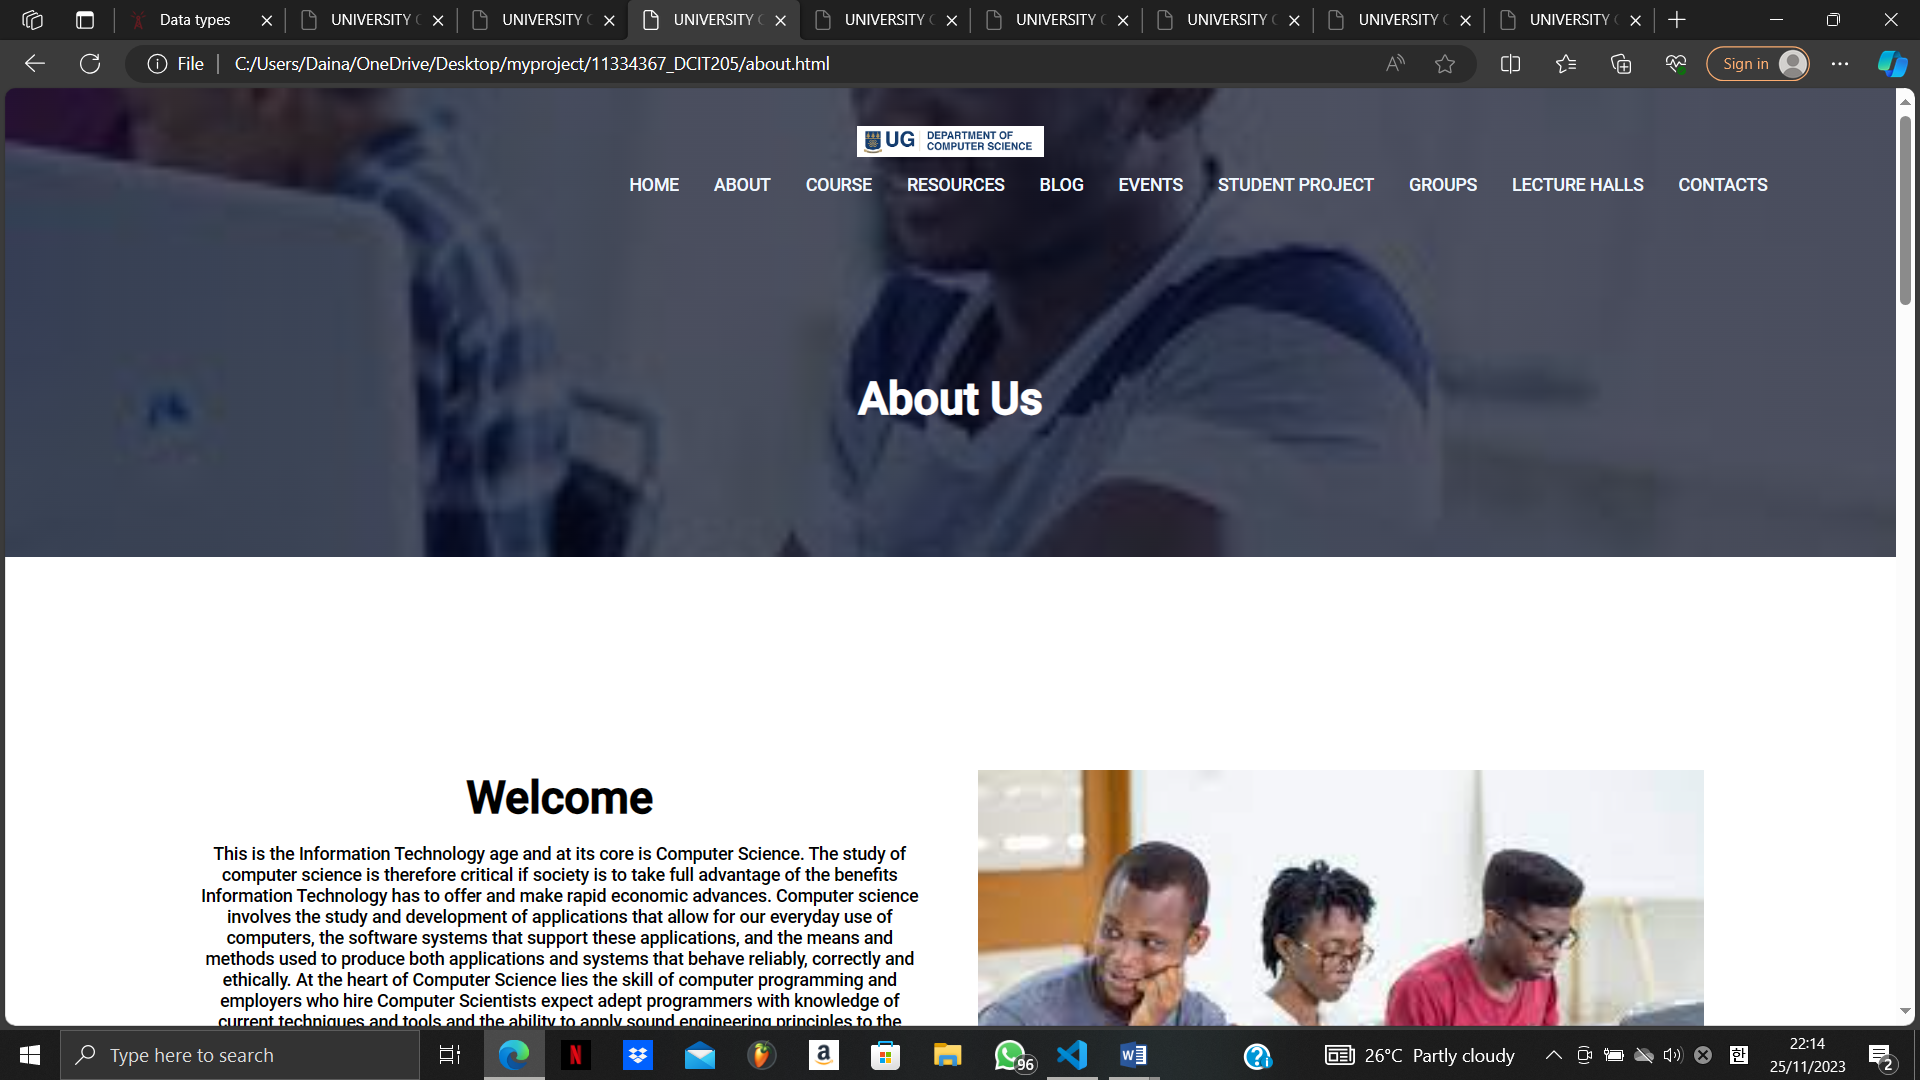 Data types
UNIVERSITY
UNIVERSITY
UNIVERSITY
UNIVERSITY
UNIVERSITY
UNIVERSITY
UNIVERSITY
UNIVERSITY
File
C:/Users/Daina/OneDrive/Desktop/myproject/11334367_DCIT205/about.html
Sign in
UG DEPARTMENT OF
COMPUTER SCIENCE
HOME ABOUT COURSE RESOURCES BLOG EVENTS STUDENT PROJECT GROUPS LECTURE HALLS CONTACTS
About Us
Welcome
This is the Information Technology age and at its core is Computer Science. The study of
computer science is therefore critical if society is to take full advantage of the benefits
Information Technology has to offer and make rapid economic advances. Computer science
involves the study and development of applications that allow for our everyday use of
computers, the software systems that support these applications, and the means and
methods used to produce both applications and systems that behave reliably, correctly and
ethically. At the heart of Computer Science lies the skill of computer programming and
employers who hire Computer Scientists expect adept programmers with knowledge of
current techniques and tools and the ability to apply sound engineering principles to the
Type here to search
96
26°C Partly cloudy
한
22:14
25/11/2023
2